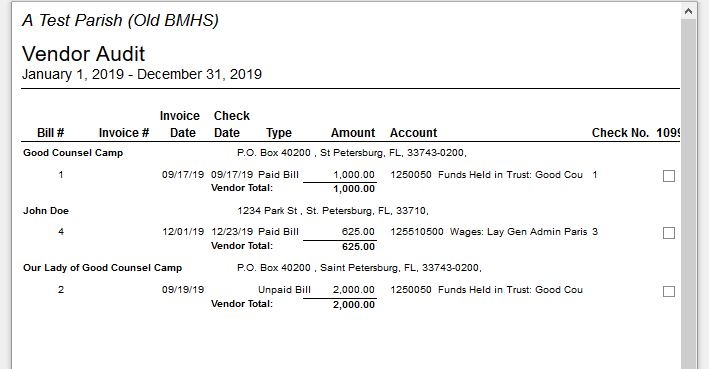 A Test Parish (Old BMHS)
Vendor Audit
January 1, 2019 - December 31, 2019
Invoice Check
Bill # Invoice # Date Date Type Amount Account Check No. 1099
Good Counsel Camp P.O. Box 40200 , St Petersburg, FL, 33743-0200,
1 09/17/19 09/17/19 Paid Bill 1,000.00 1250050 Funds Held in Trust: Good Cou 1
Vendor Total: 1,000.00
John Doe 1234 Park St , St. Petersburg, FL, 33710,
4 12/01/19 12/23/19 Paid Bill 625.00 125510500 Wages: Lay Gen Admin Paris 3
Vendor Total: 625.00
Our Lady of Good Counsel Camp P.O. Box 40200 , Saint Petersburg, FL, 33743-0200,
2 09/19/19 Unpaid Bill 2,000.00 1250050 Funds Held in Trust: Good Cou
Vendor Total: 2,000.00